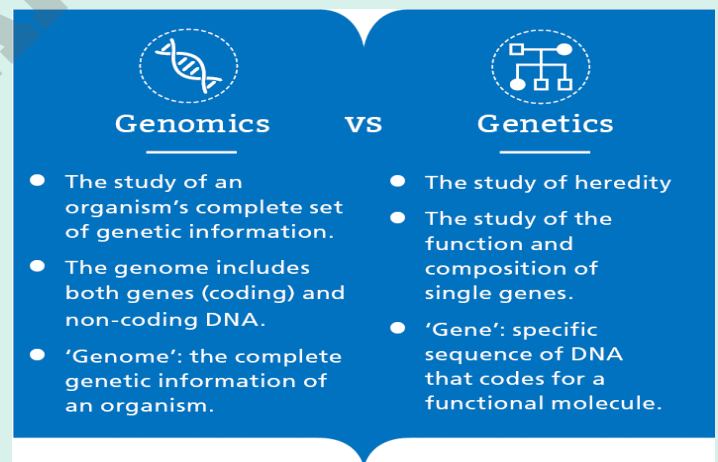 Genomics vs Genetics
The study of an
organism's complete set
of genetic information.
The genome includes
both genes (coding) and
non-coding DNA.
‘Genome’: the complete
genetic information of
an organism.
The study of heredity
The study of the
function and
composition of
single genes.
‘Gene’: specific
sequence of DNA
that codes for a
functional molecule.